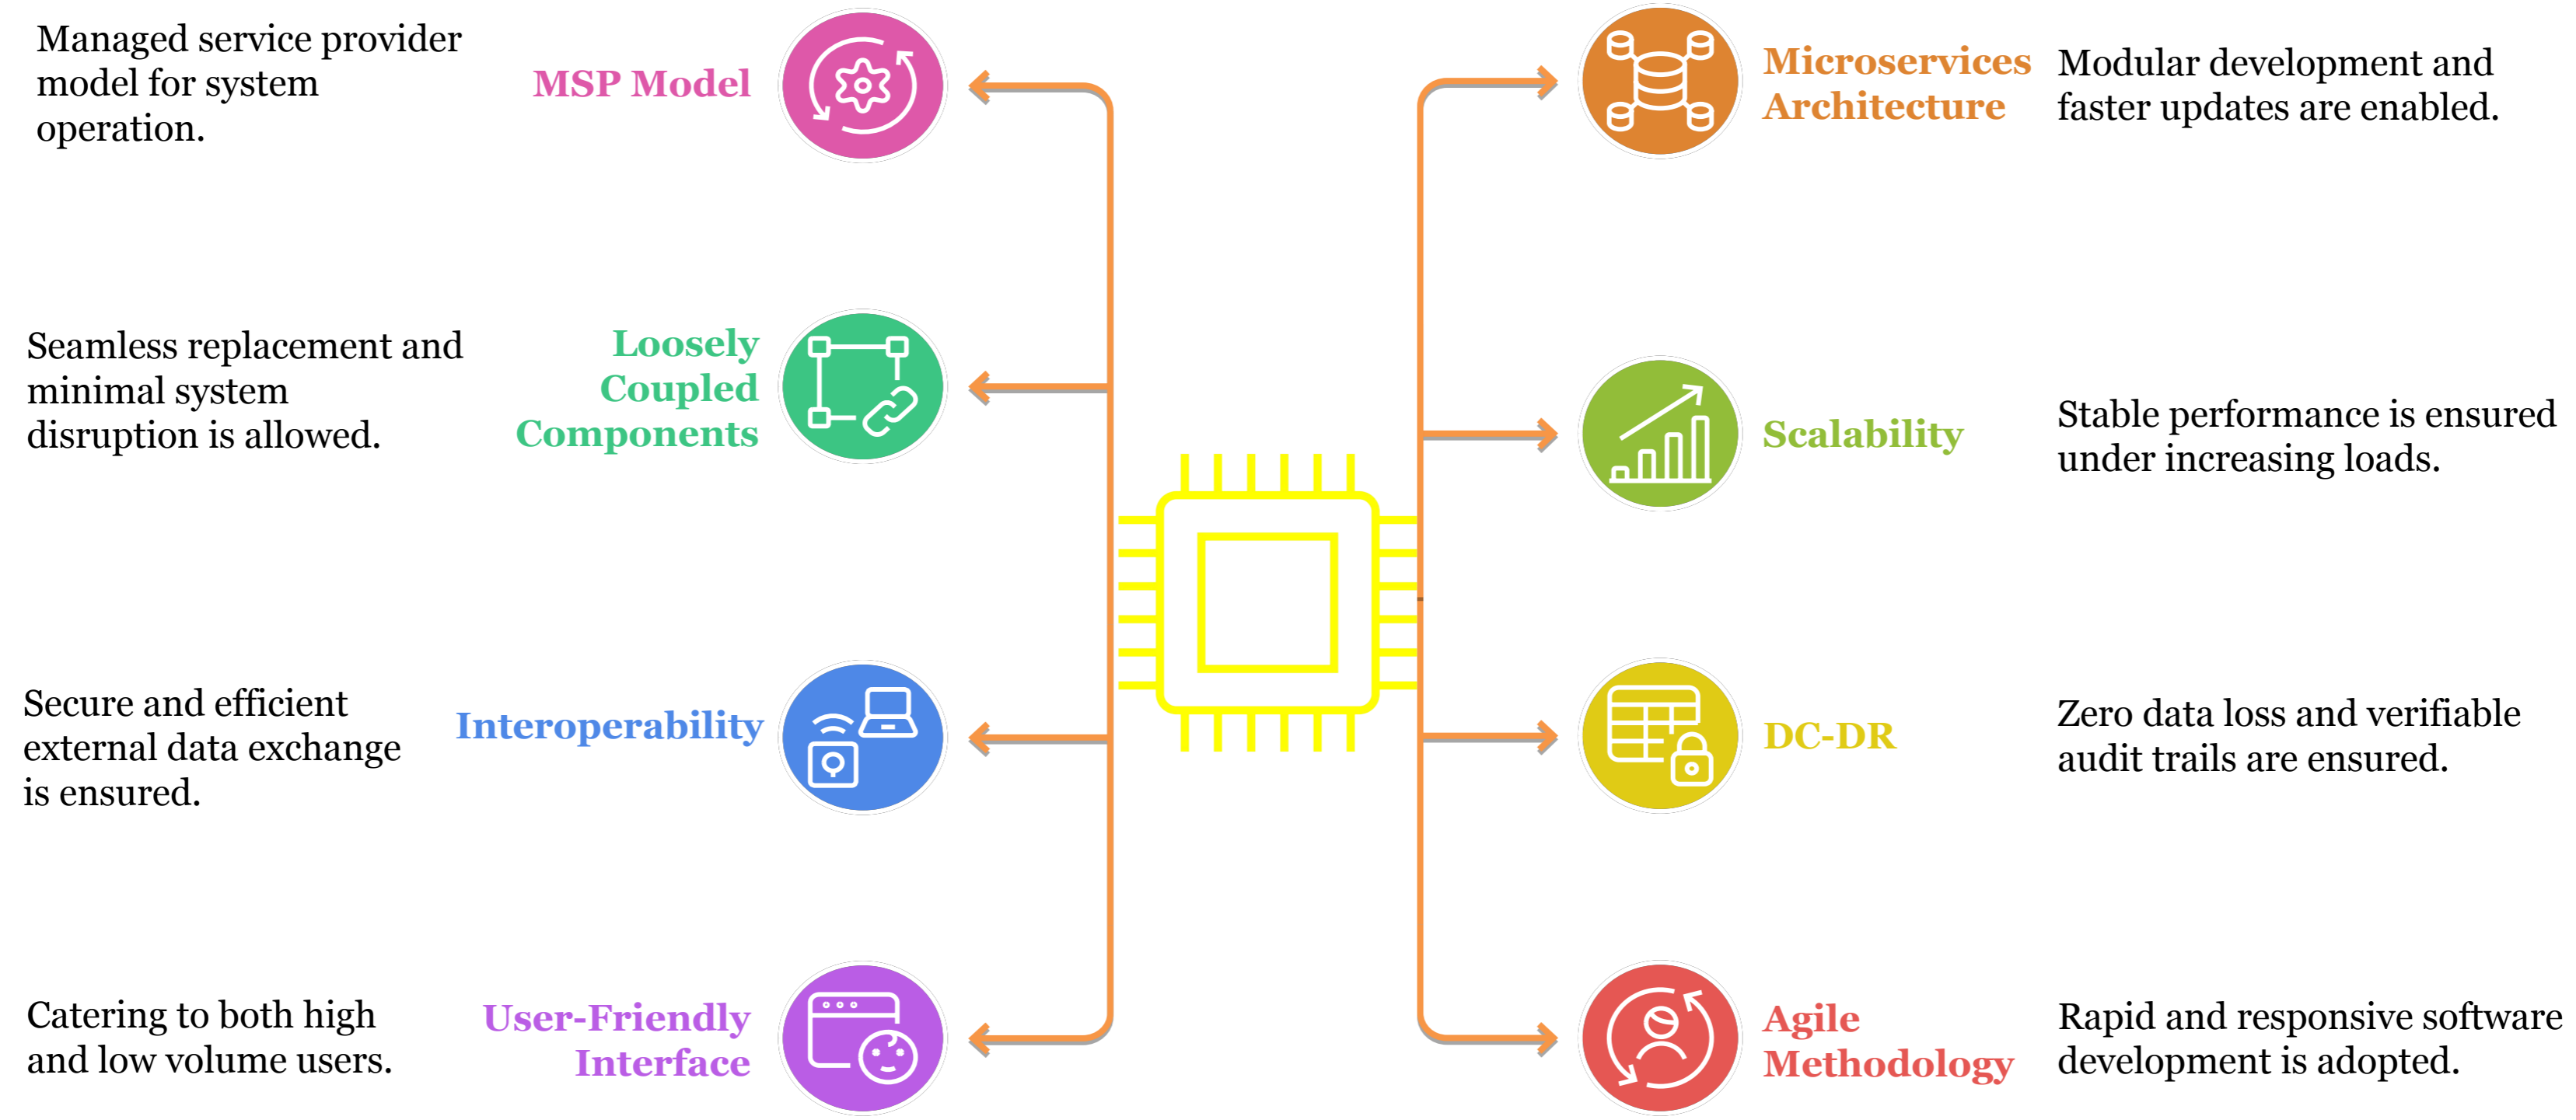 Managed service provider
model for system
operation.
MSP Model
Microservices
Architecture
Modular development and
faster updates are enabled.
Seamless replacement and
minimal system
disruption is allowed.
Loosely
Coupled
Components
Scalability
Stable performance is ensured
under increasing loads.
Secure and efficient
external data exchange
is ensured.
Interoperability
DC-DR
Zero data loss and verifiable
audit trails are ensured.
Catering to both high
and low volume users.
User-Friendly
Interface
Agile
Methodology
Rapid and responsive software
development is adopted.